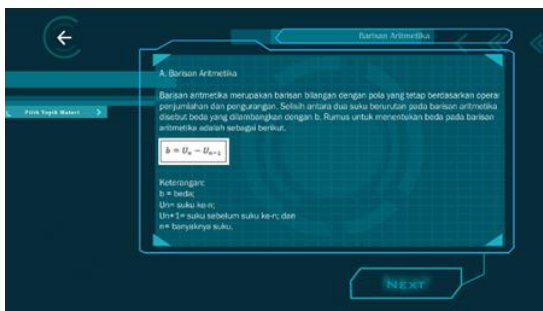 Barisan Aritmetika
Pilih Topik Materi
A. Barisan Aritmetika
Barisan aritmetika merupakan barisan bilangan dengan pola yang tetap berdasarkan operasi
penjumlahan dan pengurangan. Selisih antara dua suku berurutan pada barisan aritmetika
disebut beda yang dilambangkan dengan b. Rumus untuk menentukan beda pada barisan
aritmetika adalah sebagai berikut.
b = Uₙ − Uₙ₊₁
Keterangan:
b = beda;
Un= suku ke-n;
Un+1= suku sebelum suku ke-n; dan
n= banyaknya suku.
NEXT